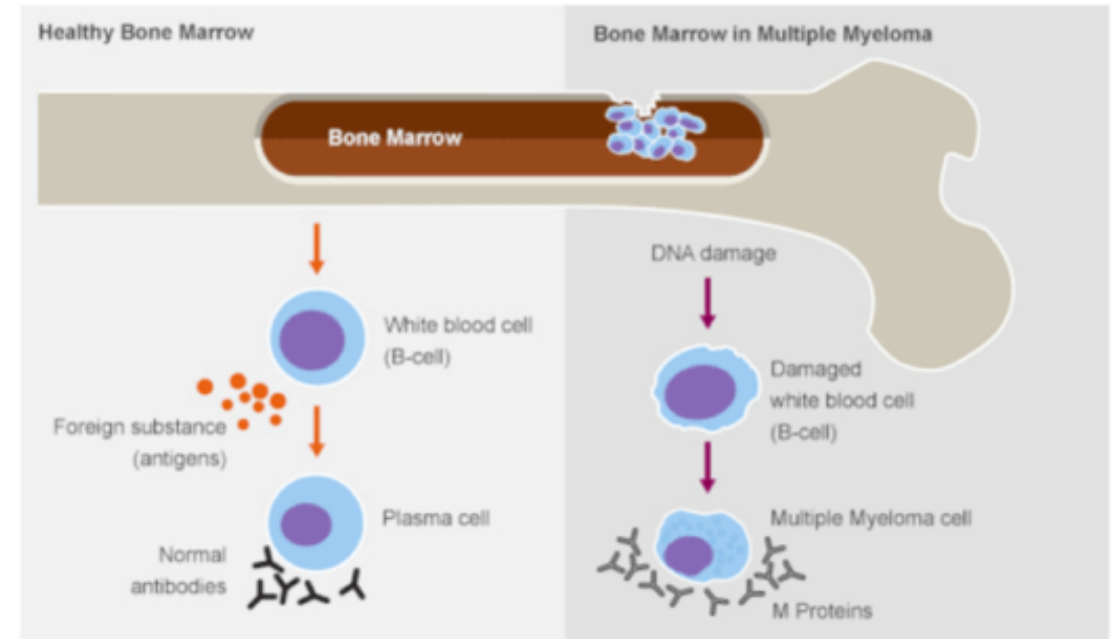 Healthy Bone Marrow
Bone Marrow in Multiple Myeloma
Bone Marrow
White blood cell
(B-cell)
Foreign substance
(antigens)
Plasma cell
Normal
antibodies
DNA damage
Damaged
white blood cell
(B-cell)
Multiple Myeloma cell
M Proteins